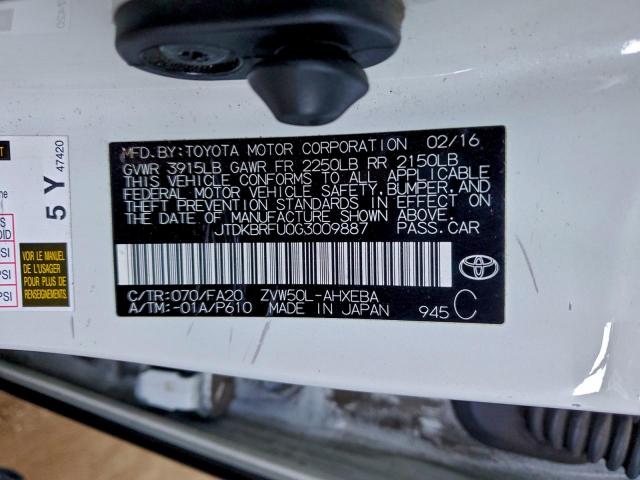 MFD.BY:TOYOTA MOTOR CORPORATION 02/16
GVWR 3915LB GAWR FR 2250LB RR 2150LB
THIS VEHICLE CONFORMS TO ALL APPLICABLE
FEDERAL MOTOR VEHICLE SAFETY, BUMPER, AND
THEFT PREVENTION STANDARDS IN EFFECT ON
THE DATE OF MANUFACTURE SHOWN ABOVE.
JTDKBRFU0G3009887 PASS.CAR
C/TR:070/FA20 ZVW50L-AHXEBA
A/TM:-01A/P610 MADE IN JAPAN 945 C
5 Y 47420
VOIR LE MANUEL
DE L'USAGER
POUR PLUS DE
RENSEIGNEMENTS
PSI
PSI